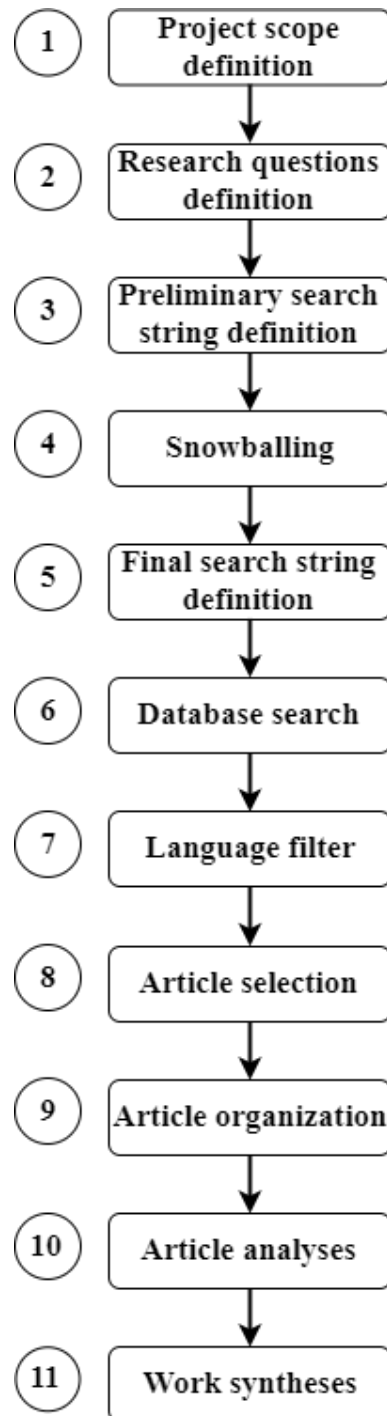 1
Project scope
definition
2
Research questions
definition
3
Preliminary search
string definition
4
Snowballing
5
Final search string
definition
6
Database search
7
Language filter
8
Article selection
9
Article organization
10
Article analyses
11
Work syntheses